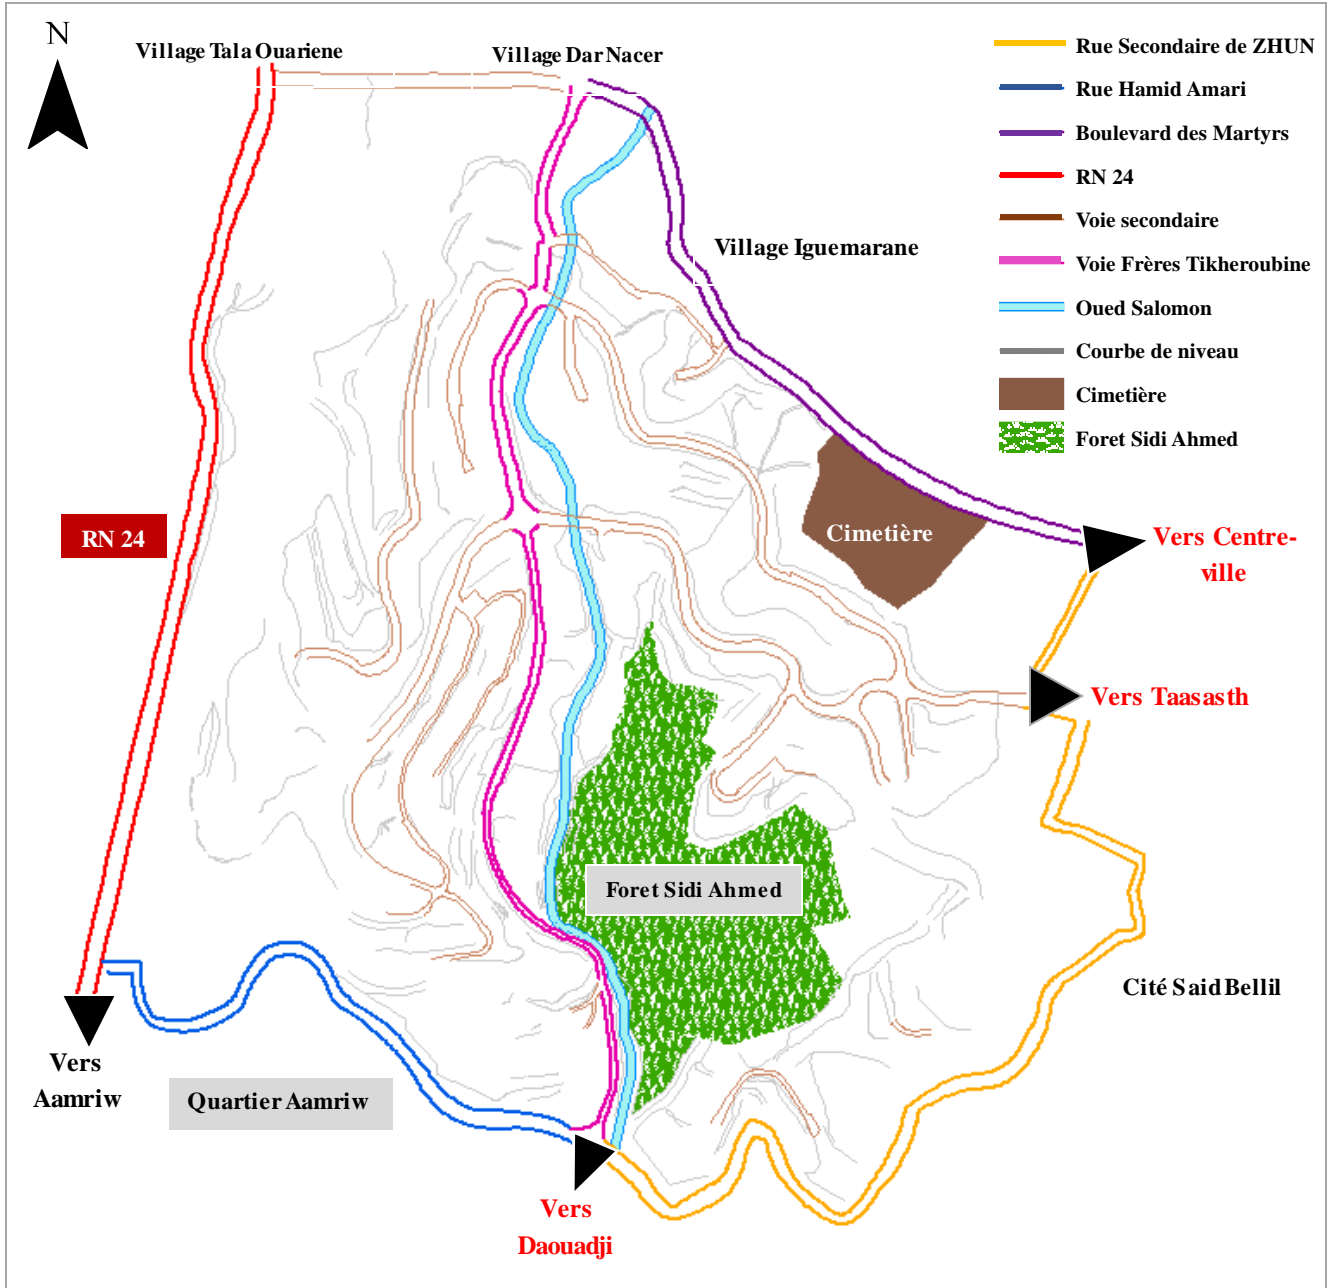 N
Village Tala Ouariene
Village Dar Nacer
Rue Secondaire de ZHUN
Rue Hamid Amari
Boulevard des Martyrs
RN 24
Voie secondaire
Voie Frères Tikheroubine
Oued Salomon
Courbe de niveau
Cimetière
Foret Sidi Ahmed
Village Iguemarane
RN 24
Cimetière
Vers Centre-
ville
Vers Taasasth
Foret Sidi Ahmed
Cité Said Bellil
Vers
Aamriw
Quartier Aamriw
Vers
Daouadji